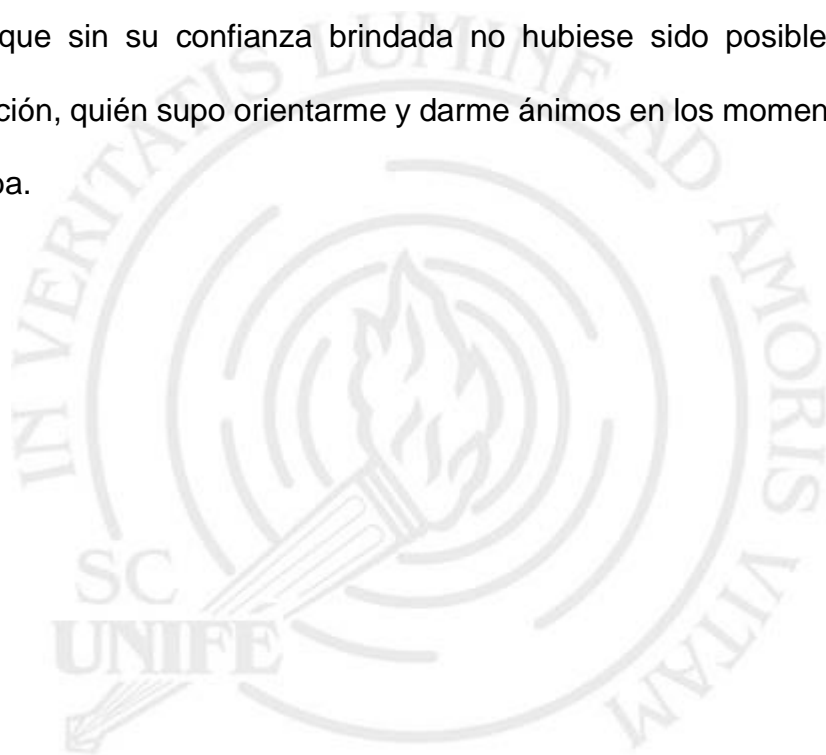 que sin su confianza brindada no hubiese sido posible
ción, quién supo orientarme y darme ánimos en los momen
oa.
IN VERITATIS LUMINE AD AMORIS VITAM
SC
UNIFE